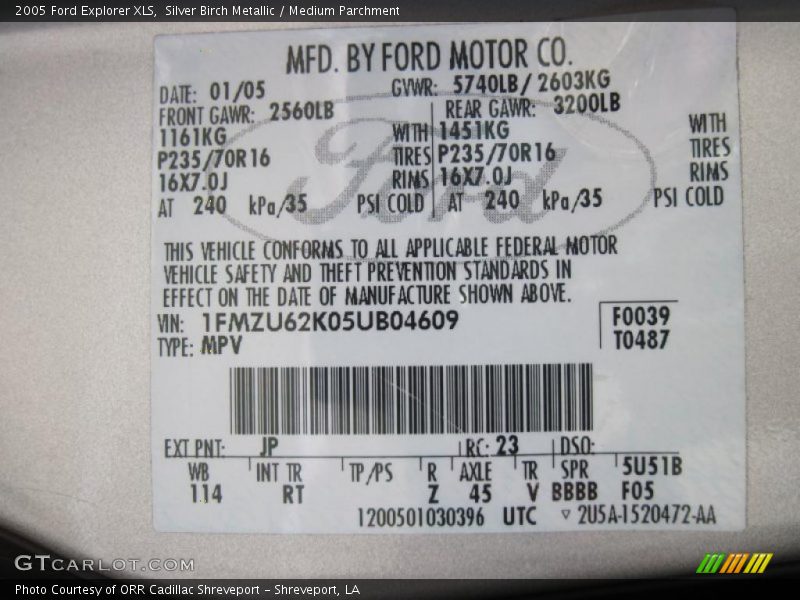 2005 Ford Explorer XLS, Silver Birch Metallic / Medium Parchment
MFD. BY FORD MOTOR CO.
DATE: 01/05 GVWR: 5740LB/ 2603KG
FRONT GAWR: 2560LB REAR GAWR: 3200LB
1161KG WITH 1451KG WITH
P235/70R16 TIRES P235/70R16 TIRES
16X7.0J RIMS 16X7.0J RIMS
AT 240 kPa/35 PSI COLD AT 240 kPa/35 PSI COLD
Ford
THIS VEHICLE CONFORMS TO ALL APPLICABLE FEDERAL MOTOR
VEHICLE SAFETY AND THEFT PREVENTION STANDARDS IN
EFFECT ON THE DATE OF MANUFACTURE SHOWN ABOVE.
VIN: 1FMZU62K05UB04609 F0039
TYPE: MPV T0487
EXT PNT: JP RC: 23 DSO:
WB INT TR TP/PS R AXLE TR SPR 5U51B
114 RT Z 45 V BBBB F05
1200501030396 UTC ▽ 2U5A-1520472-AA
GTCARLOT.COM
Photo Courtesy of ORR Cadillac Shreveport - Shreveport, LA